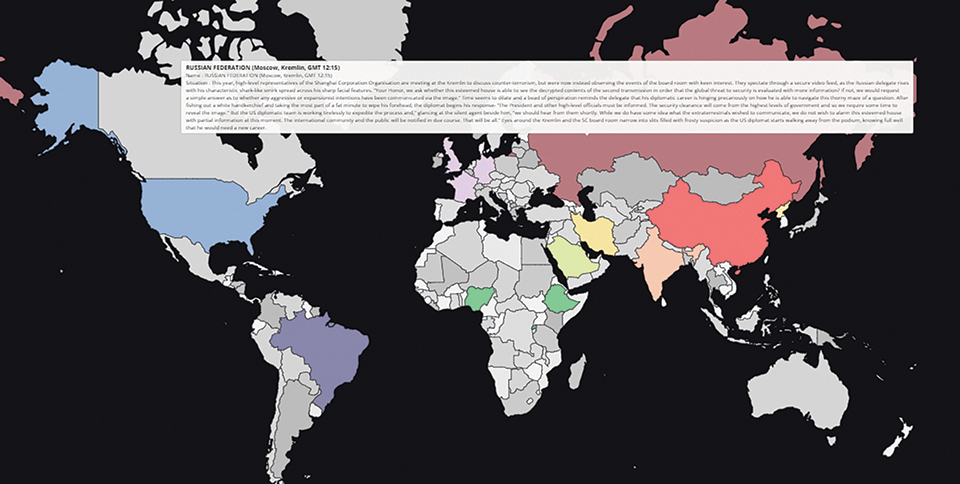 RUSSIAN FEDERATION (Moscow, Kremlin, GMT 12:15)
Name : RUSSIAN FEDERATION (Moscow, Kremlin, GMT 12:15)
Situation : This year, high-level representatives of the Shanghai Corporation Organisation are meeting at the Kremlin to discuss counter-terrorism, but were now instead observing the events of the board room with keen interest. They spectate through a secure video feed, as the Russian delegate rises
with his characteristic shark-like smirk spread across his sharp facial features. "Your Honor, we ask whether this esteemed house is able to see the decrypted contents of the second transmission in order that the global threat to security is evaluated with more information? If not, we would request
a simple answer as to whether any aggressive or expansionist intentions have been communicated via the image." Time seems to dilate and a bead of perspiration reminds the delegate that his diplomatic career is hinging precariously on how he is able to navigate this thorny maze of a question. After
fishing out a white handkerchief and taking the most part of a fat minute to wipe his forehead, the diplomat begins his response- "The President and other high-level officials must be informed. The security clearance will come from the highest levels of government and so we require some time to
reveal the image." But the US diplomatic team is working tirelessly to expedite the process and," glancing at the silent agent beside him, "we should hear from them shortly. While we do have some idea what the extraterrestrials wished to communicate, we do not wish to alarm this esteemed house
with partial information at this moment. The international community and the public will be notified in due course. That will be all." Eyes around the Kremlin and the SC board room narrow into slits filled with frosty suspicion as the US diplomat starts walking away from the podium, knowing full well
that he would need a new career.